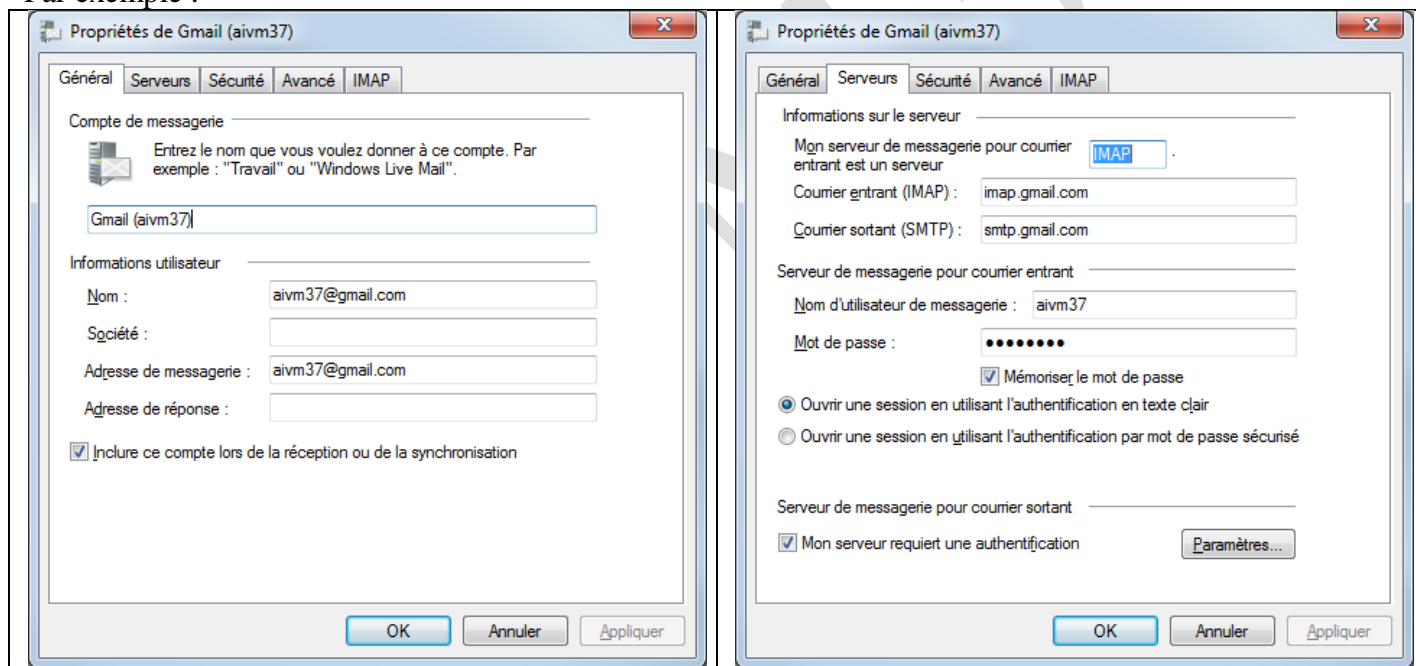 Par exemple :
Propriétés de Gmail (aivm37)
Général Serveurs Sécurité Avancé IMAP
Compte de messagerie
Entrez le nom que vous voulez donner à ce compte. Par
exemple : "Travail" ou "Windows Live Mail".
Gmail (aivm37)
Informations utilisateur
Nom : aivm37@gmail.com
Société :
Adresse de messagerie : aivm37@gmail.com
Adresse de réponse :
Inclure ce compte lors de la réception ou de la synchronisation
OK Annuler Appliquer
Propriétés de Gmail (aivm37)
Général Serveurs Sécurité Avancé IMAP
Informations sur le serveur
Mon serveur de messagerie pour courrier
entrant est un serveur IMAP .
Courrier entrant (IMAP) : imap.gmail.com
Courrier sortant (SMTP) : smtp.gmail.com
Serveur de messagerie pour courrier entrant
Nom d'utilisateur de messagerie : aivm37
Mot de passe : ●●●●●●●●
Mémoriser le mot de passe
Ouvrir une session en utilisant l'authentification en texte clair
Ouvrir une session en utilisant l'authentification par mot de passe sécurisé
Serveur de messagerie pour courrier sortant
Mon serveur requiert une authentification Paramètres...
OK Annuler Appliquer